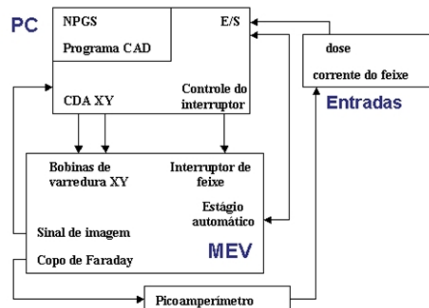 PC
NPGS
E/S
Programa CAD
dose
corrente do feixe
Entradas
CDA XY
Controle do
interruptor
Bobinas de
varredura XY
Interruptor de
feixe
Estágio
automático
Sinal de imagem
MEV
Copo de Faraday
Picoamperímetro